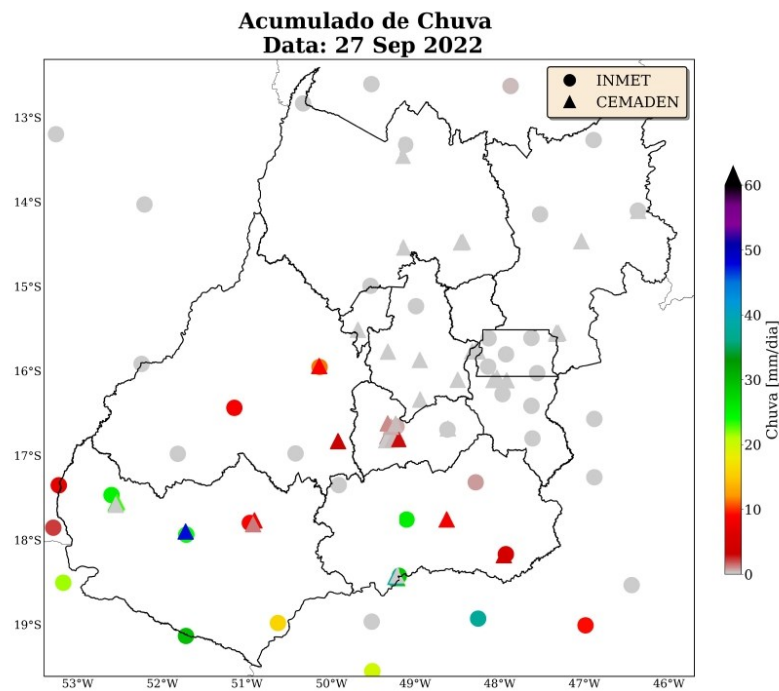 Acumulado de Chuva
Data: 27 Sep 2022
INMET
CEMADEN
13°S
14°S
15°S
16°S
17°S
18°S
19°S
53°W 52°W 51°W 50°W 49°W 48°W 47°W 46°W
60
50
40
30
20
10
0
Chuva [mm/dia]